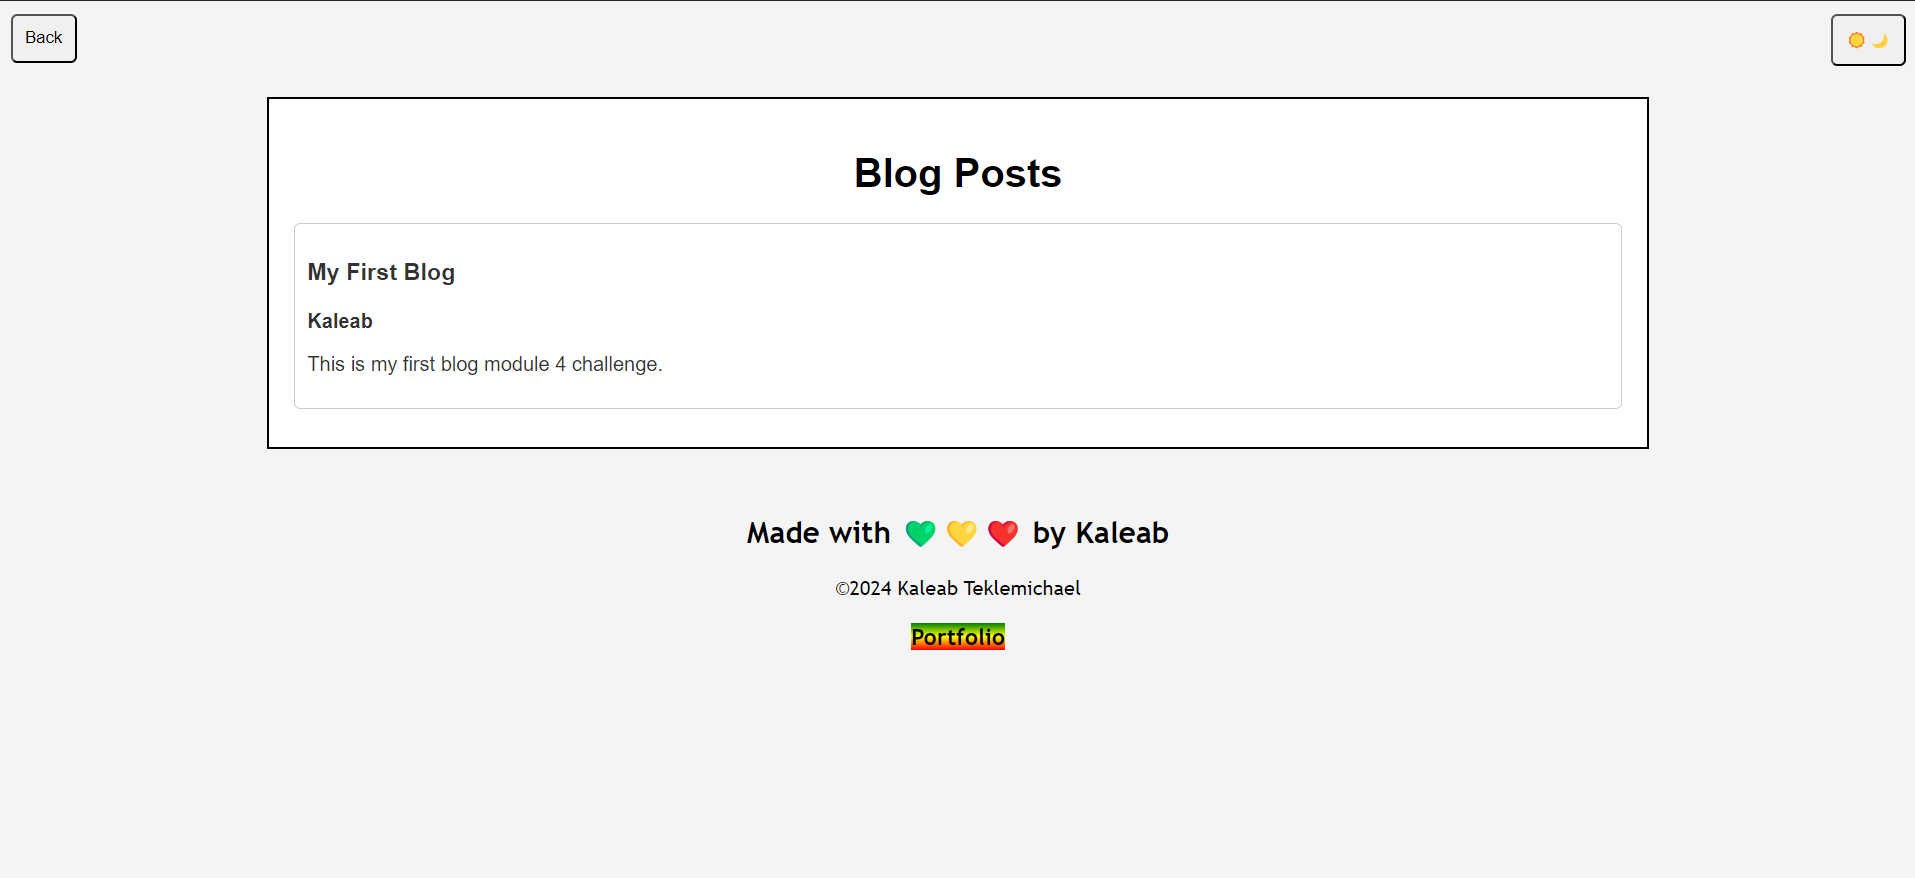 Back
☀️🌙
Blog Posts
My First Blog
Kaleab
This is my first blog module 4 challenge.
Made with 💚💛❤️ by Kaleab
©2024 Kaleab Teklemichael
Portfolio